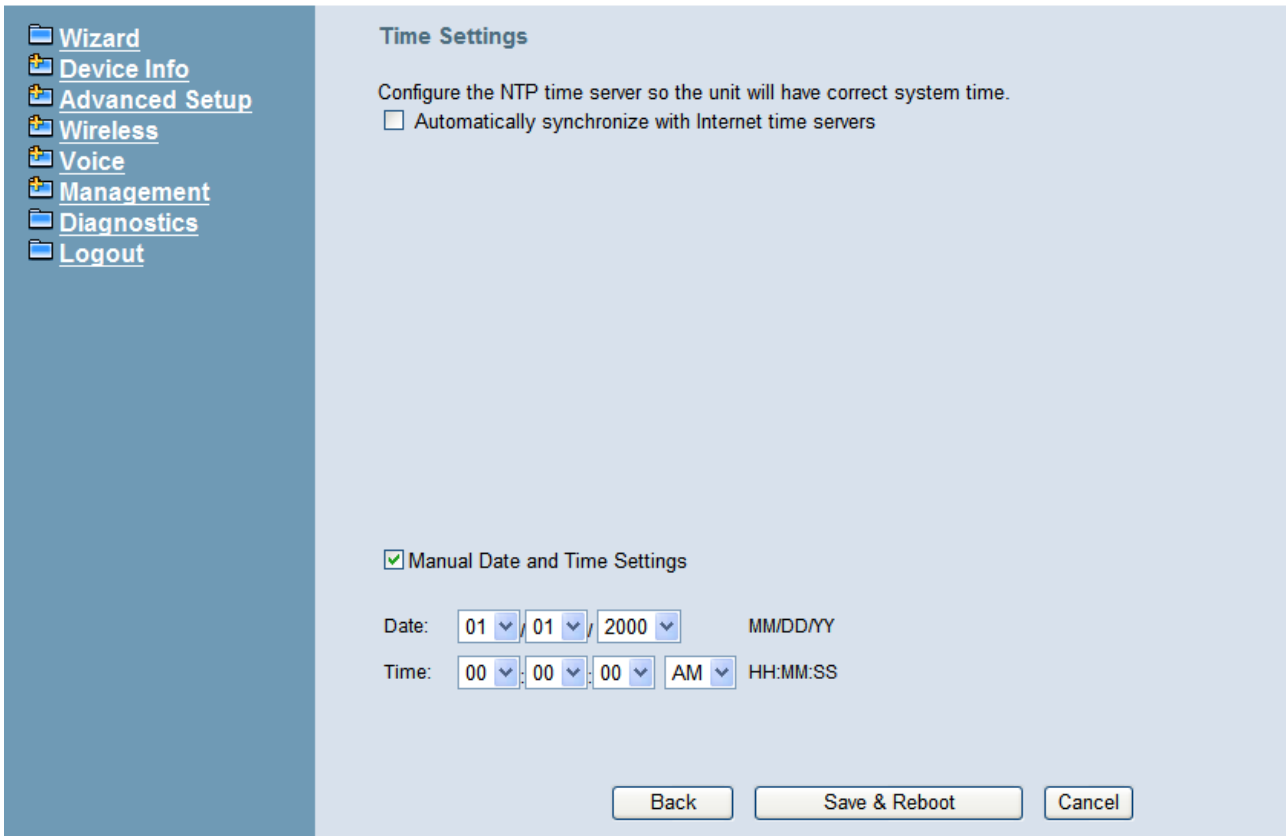 Wizard
Device Info
Advanced Setup
Wireless
Voice
Management
Diagnostics
Logout
Time Settings
Configure the NTP time server so the unit will have correct system time.
Automatically synchronize with Internet time servers
Manual Date and Time Settings
Date: 01 / 01 / 2000 MM/DD/YY
Time: 00 : 00 : 00 AM HH:MM:SS
Back Save & Reboot Cancel